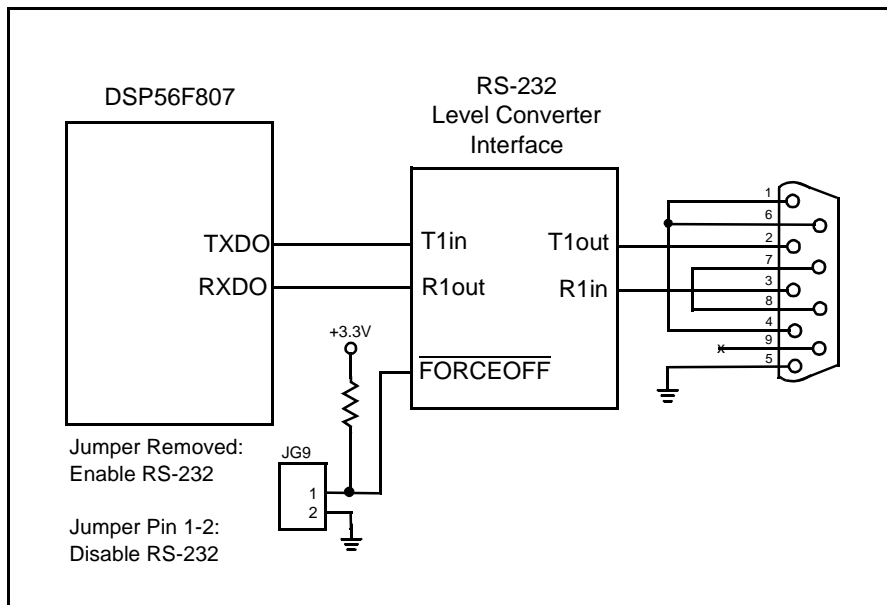 DSP56F807
RS-232
Level Converter
Interface
TXDO
RXDO
T1in
R1out
FORCEOFF
T1out
R1in
1
6
2
7
3
8
4
9
5
x
+3.3V
JG9
1
2
Jumper Removed:
Enable RS-232
Jumper Pin 1-2:
Disable RS-232